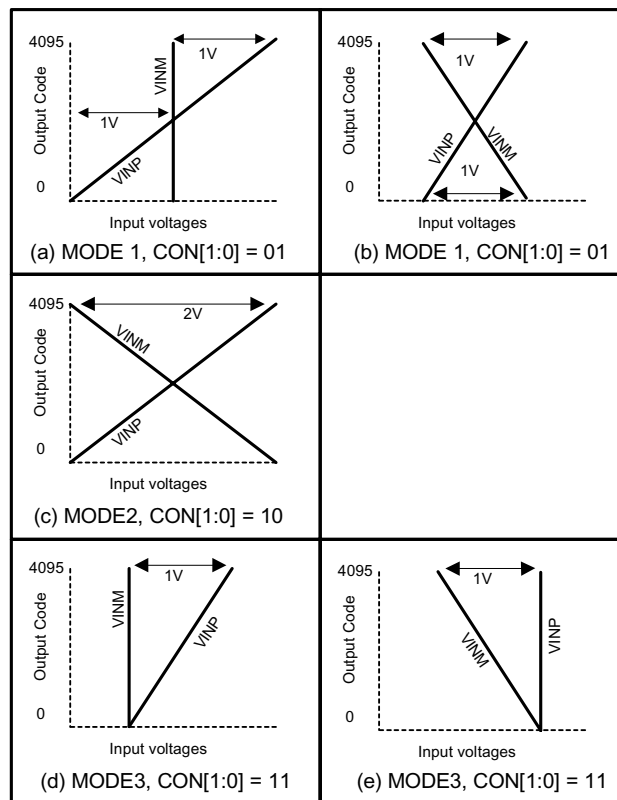 4095
1V
VINM
Output Code
1V
VINP
0
Input voltages
(a) MODE 1, CON[1:0] = 01
4095
1V
Output Code
VINP
VINM
1V
0
Input voltages
(b) MODE 1, CON[1:0] = 01
4095
2V
VINM
Output Code
VINP
0
Input voltages
(c) MODE2, CON[1:0] = 10
4095
1V
VINM
Output Code
VINP
0
Input voltages
(d) MODE3, CON[1:0] = 11
4095
1V
Output Code
VINM
VINP
0
Input voltages
(e) MODE3, CON[1:0] = 11